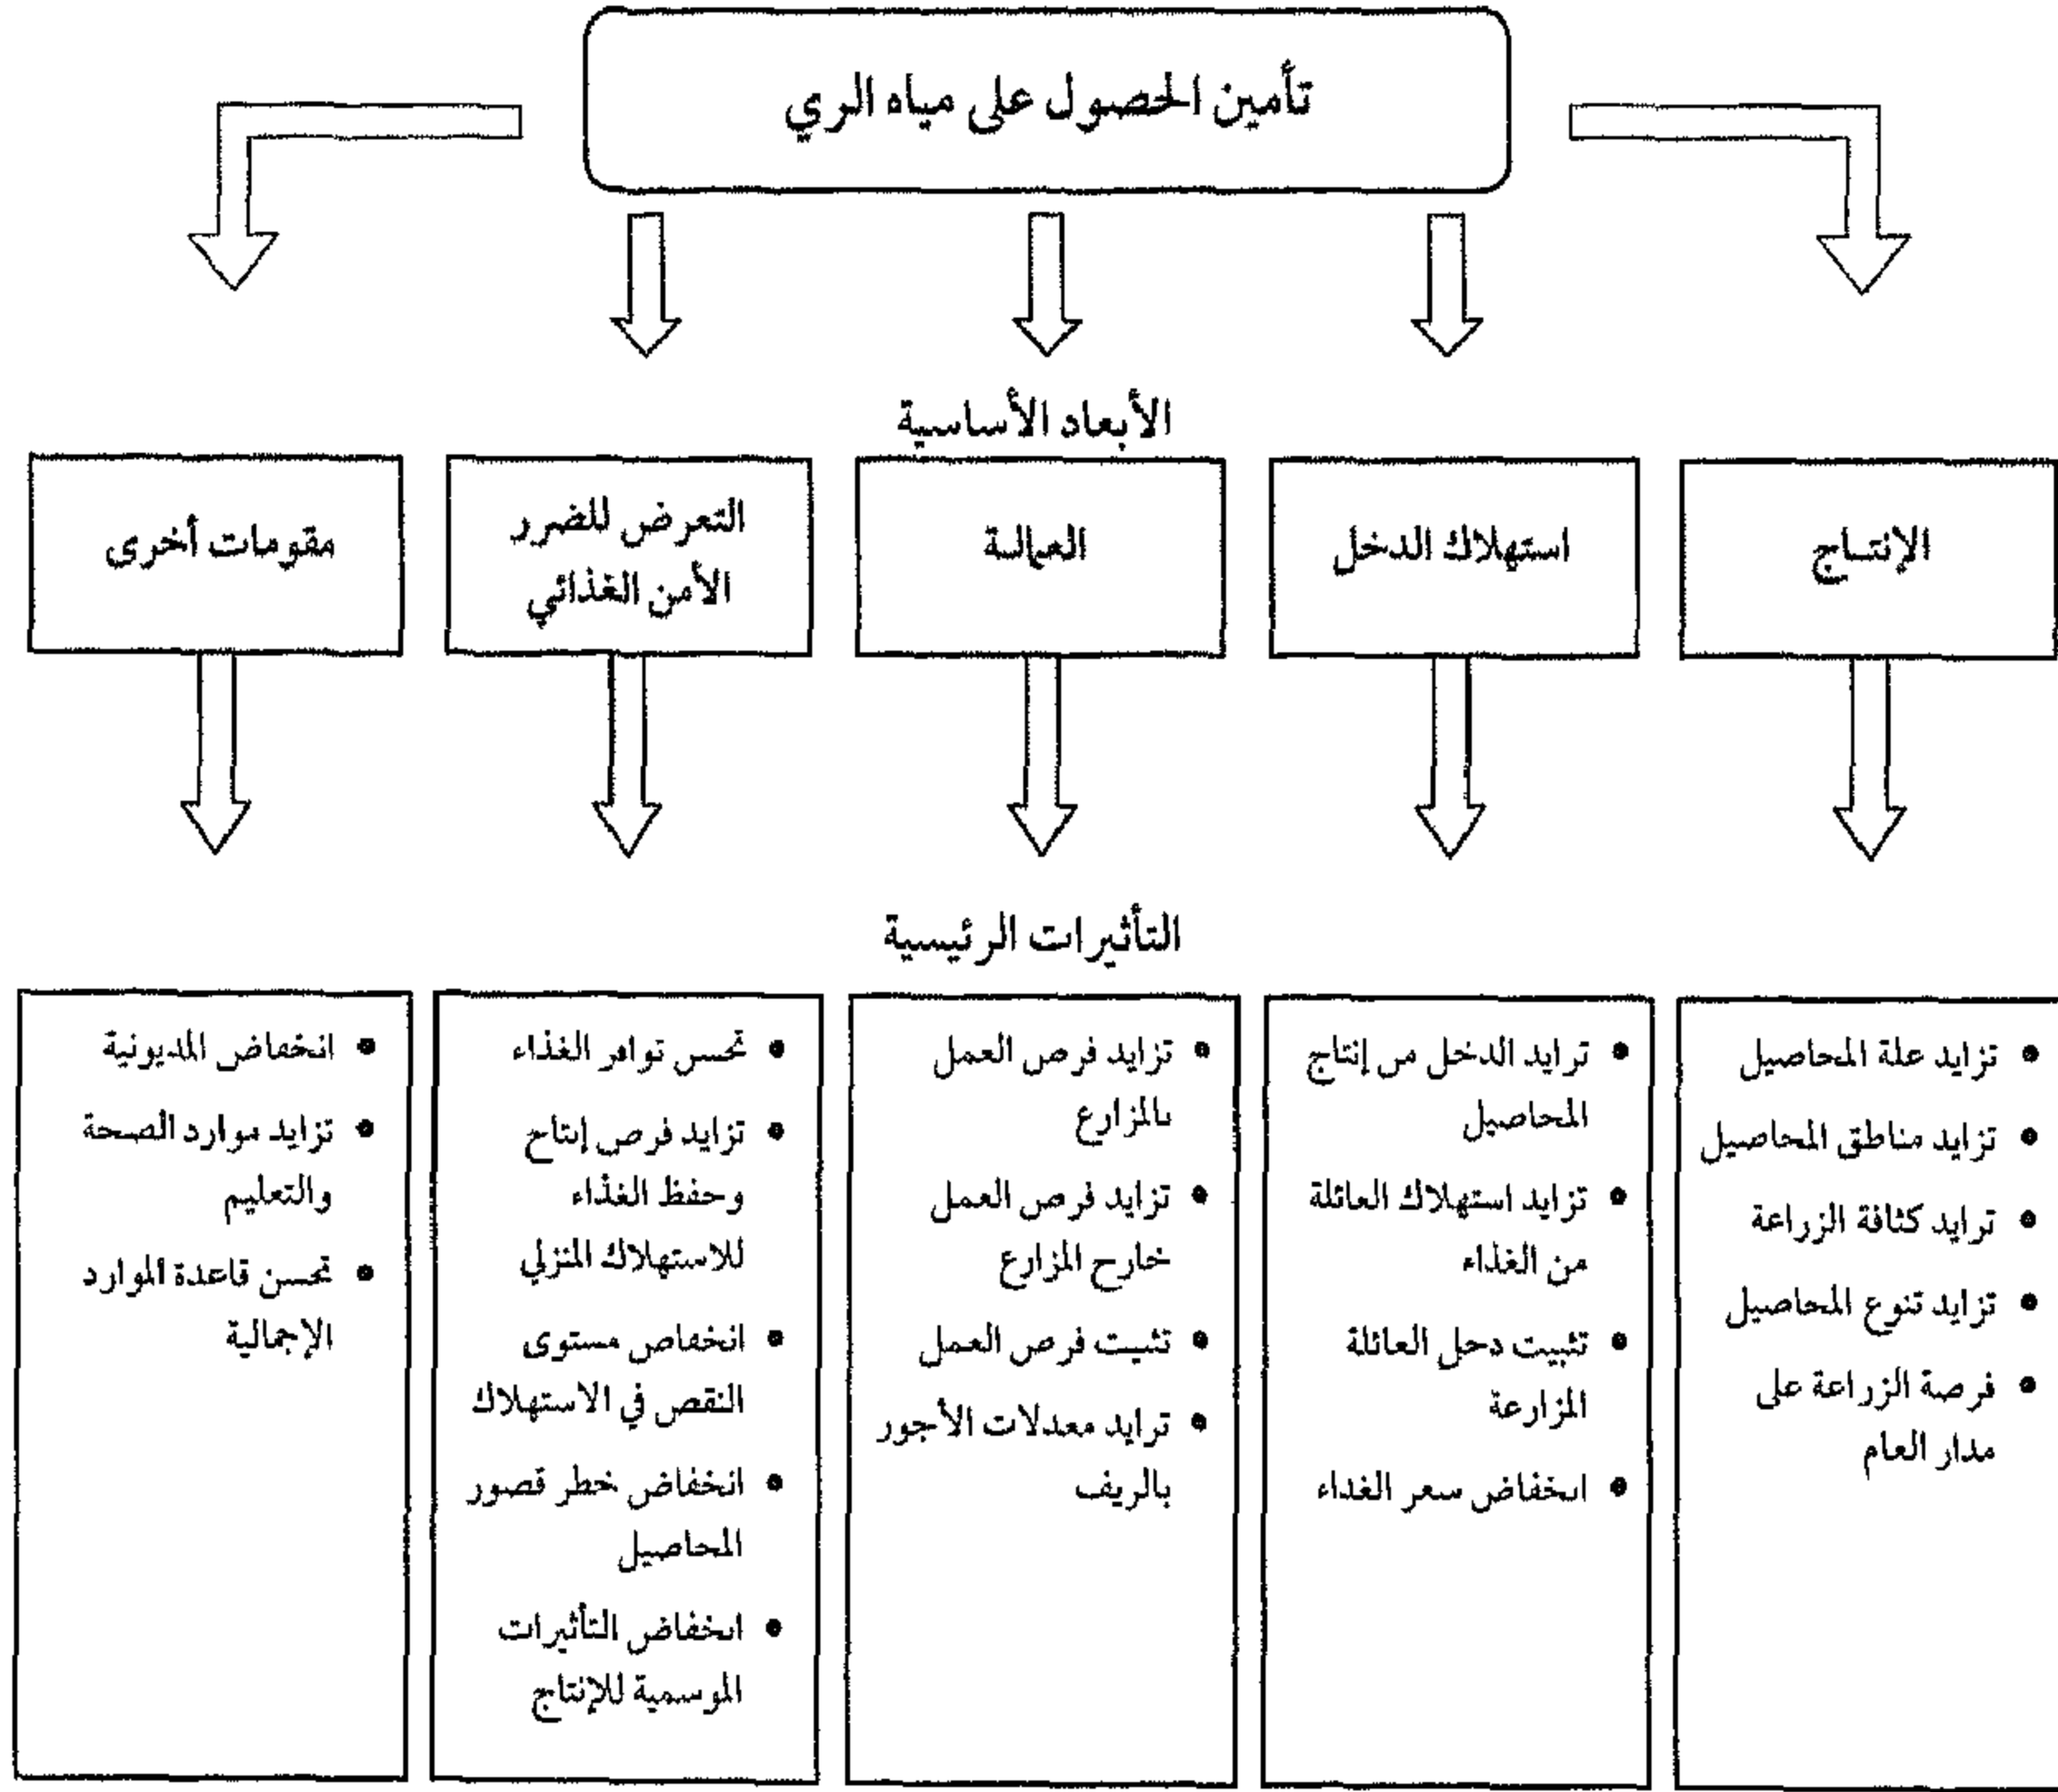 تأمين الحصول على مياه الري
الأبعاد الأساسية
الإنتاج
استهلاك الدخل
العمالة
التعرض للضرر
الأمن الغذائي
مقومات أخرى
التأثيرات الرئيسية
• تزايد غلة المحاصيل
• تزايد مناطق المحاصيل
• تزايد كثافة الزراعة
• تزايد تنوع المحاصيل
• فرصة الزراعة على
مدار العام
• تزايد الدخل من إنتاج
المحاصيل
• تزايد استهلاك العائلة
من الغذاء
• تثبيت دخل العائلة
المزارعة
• انخفاض سعر الغذاء
• تزايد فرص العمل
بالمزارع
• تزايد فرص العمل
خارج المزارع
• تثبيت فرص العمل
• تزايد معدلات الأجور
بالريف
• تحسن توافر الغذاء
• تزايد فرص إنتاج
وحفظ الغذاء
للاستهلاك المنزلي
• انخفاض مستوى
النقص في الاستهلاك
• انخفاض خطر قصور
المحاصيل
• انخفاض التأثيرات
الموسمية للإنتاج
• انخفاض المديونية
• تزايد موارد الصحة
والتعليم
• تحسن قاعدة الموارد
الإجمالية